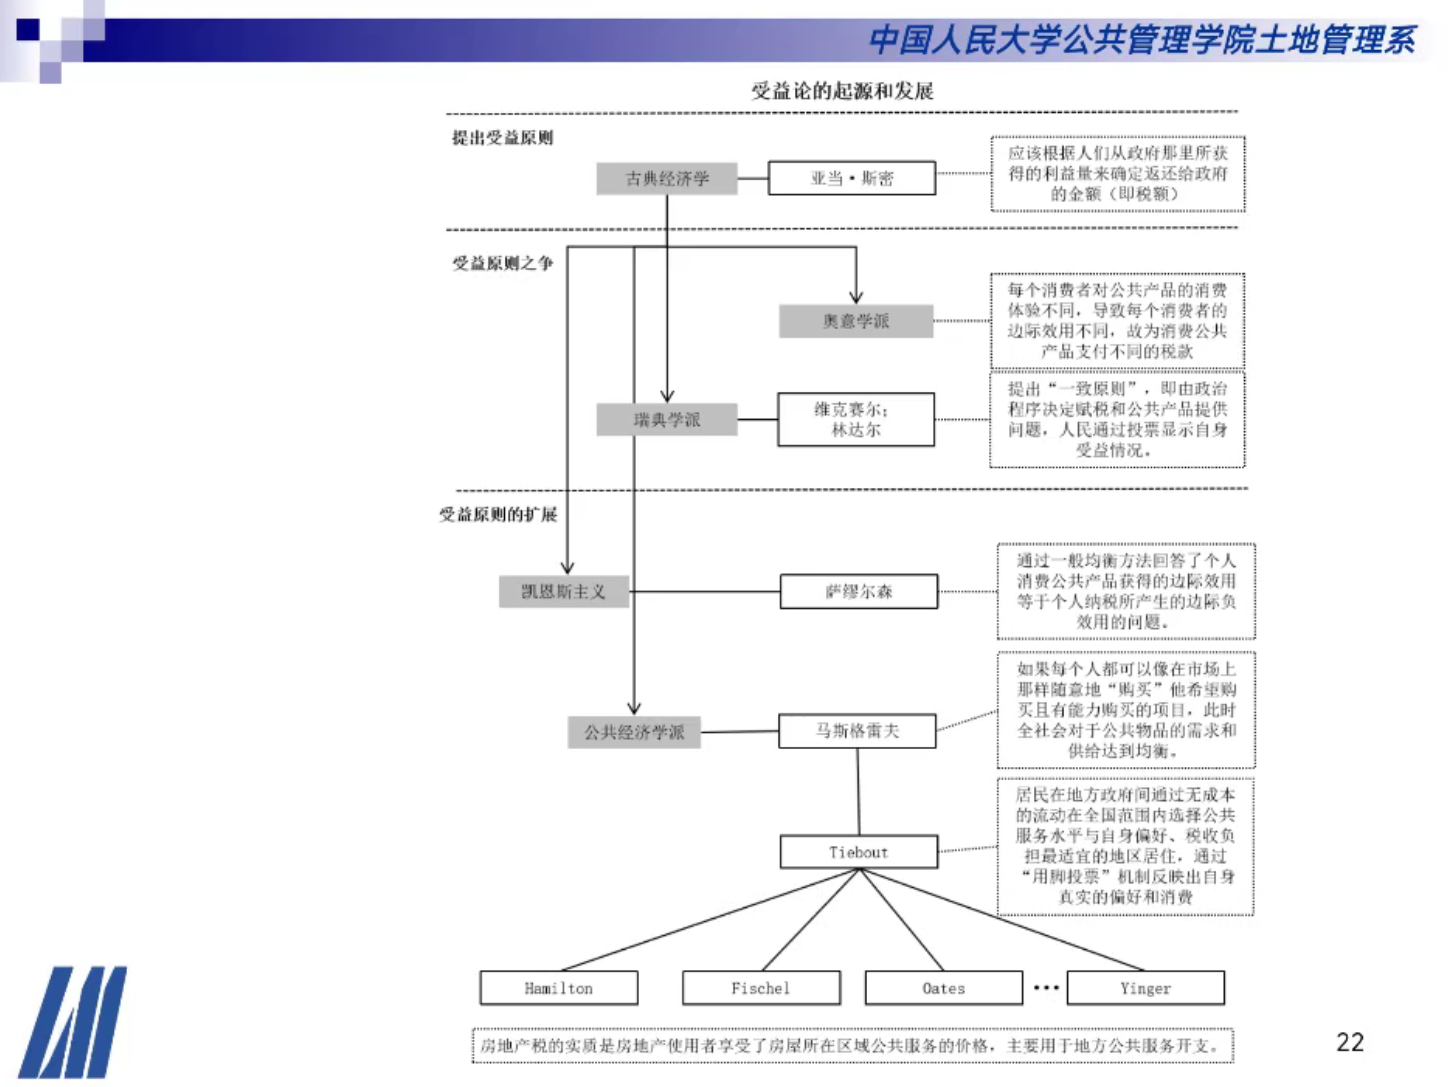 中国人民大学公共管理学院土地管理系
受益论的起源和发展
提出受益原则
古典经济学
亚当·斯密
应该根据人们从政府那里所获
得的利益量来确定返还给政府
的金额（即税额）
受益原则之争
奥意学派
每个消费者对公共产品的消费
体验不同，导致每个消费者的
边际效用不同，故为消费公共
产品支付不同的税款
瑞典学派
维克赛尔；
林达尔
提出“一致原则”，即由政治
程序决定赋税和公共产品提供
问题，人民通过投票显示自身
受益情况。
受益原则的扩展
凯恩斯主义
萨缪尔森
通过一般均衡方法回答了个人
消费公共产品获得的边际效用
等于个人纳税所产生的边际负
效用的问题。
公共经济学派
马斯格雷夫
如果每个人都可以像在市场上
那样随意地“购买”他希望购
买且有能力购买的项目，此时
全社会对于公共物品的需求和
供给达到均衡。
Tiebout
居民在地方政府间通过无成本
的流动在全国范围内选择公共
服务水平与自身偏好、税收负
担最适宜的地区居住，通过
“用脚投票”机制反映出自身
真实的偏好和消费
Hamilton
Fischel
Oates
•••
Yinger
房地产税的实质是房地产使用者享受了房屋所在区域公共服务的价格，主要用于地方公共服务开支。
22